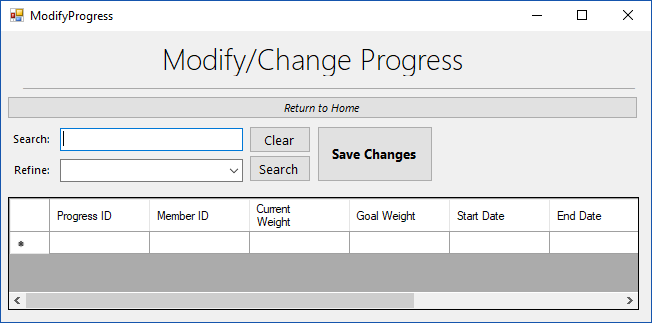 ModifyProgress
Modify/Change Progress
Return to Home
Search:
Clear
Save Changes
Refine:
Search
Progress ID
Member ID
Current
Weight
Goal Weight
Start Date
End Date